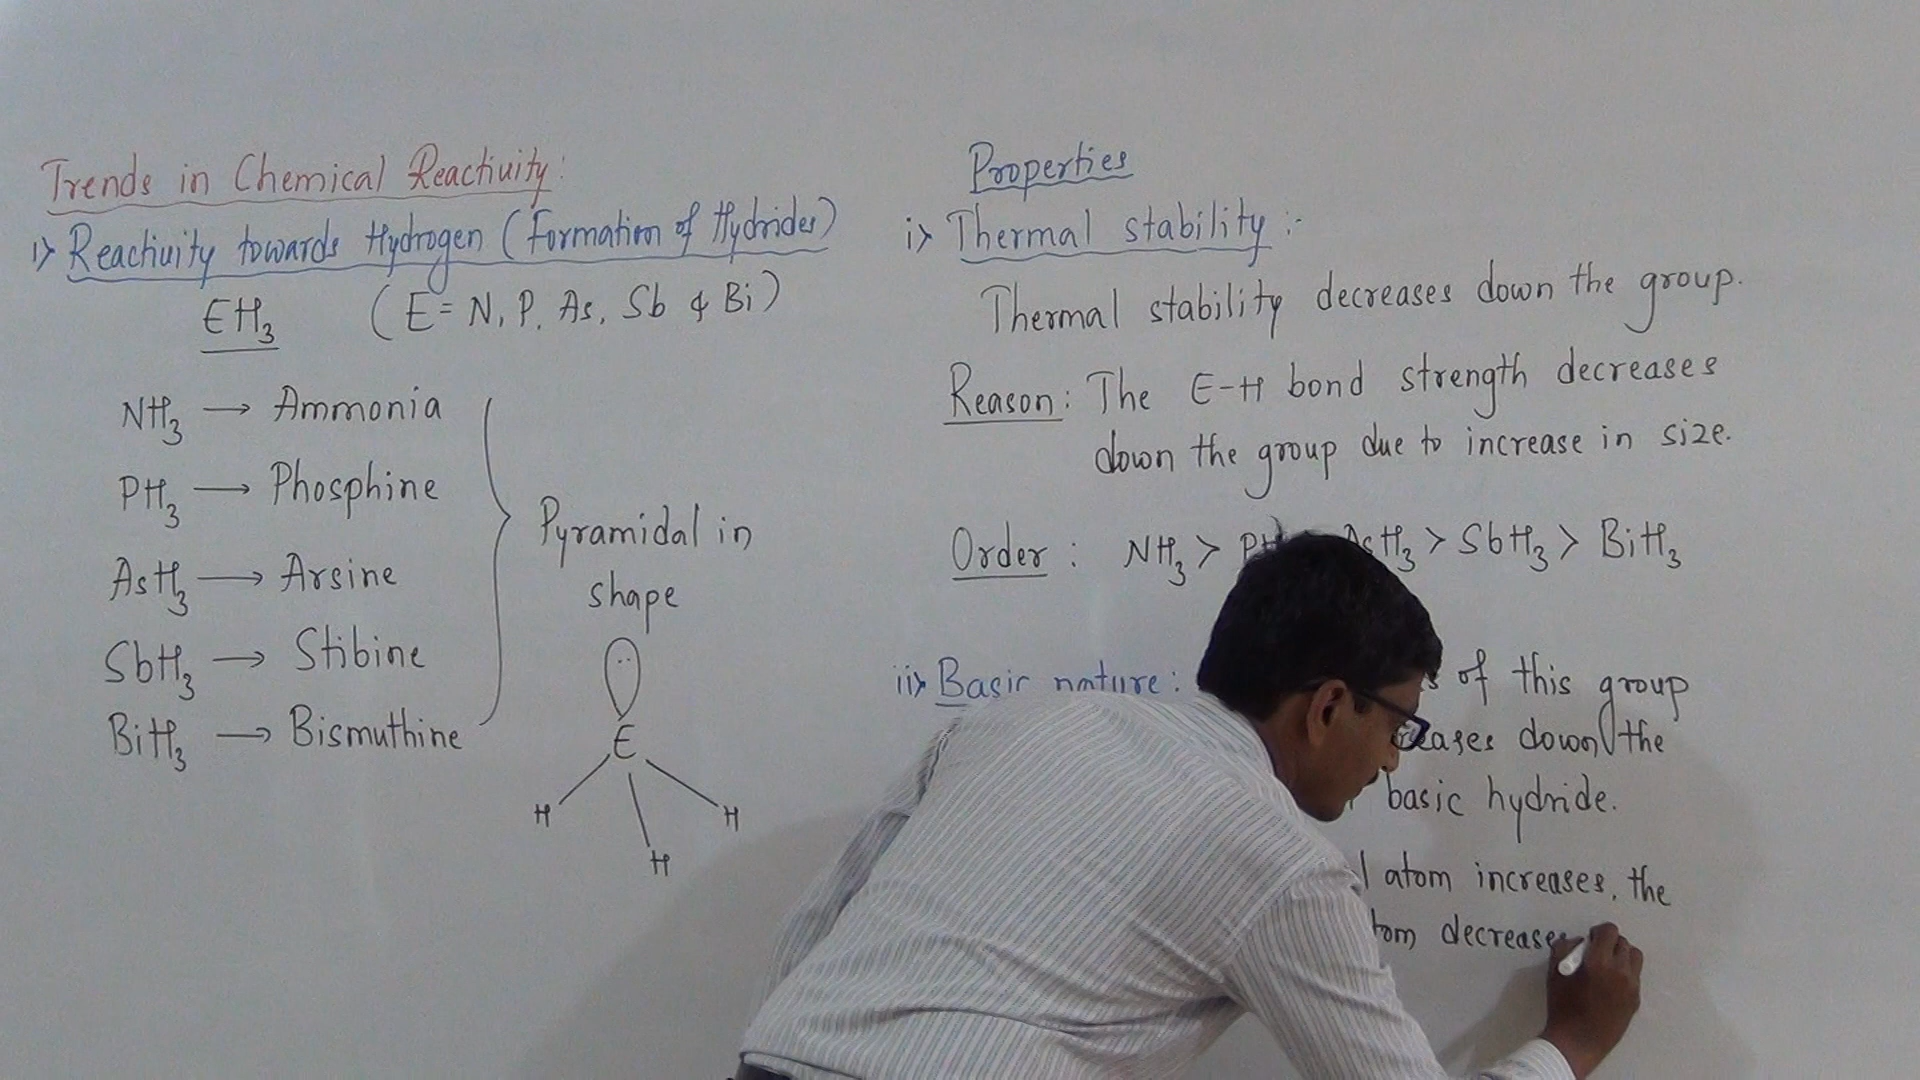 Trends in Chemical Reactivity:
1> Reactivity towards Hydrogen (Formation of Hydrides)
EH3 (E = N, P, As, Sb & Bi)
NH3 → Ammonia
PH3 → Phosphine
AsH3 → Arsine
SbH3 → Stibine
BiH3 → Bismuthine
Pyramidal in
shape
E
H H
H
Properties
i> Thermal stability :-
Thermal stability decreases down the group.
Reason: The E-H bond strength decreases
down the group due to increase in size.
Order : NH3 > PH AsH3 > SbH3 > BiH3
ii> Basic nature: of this group
down the
basic hydride.
atom increases, the
decreases